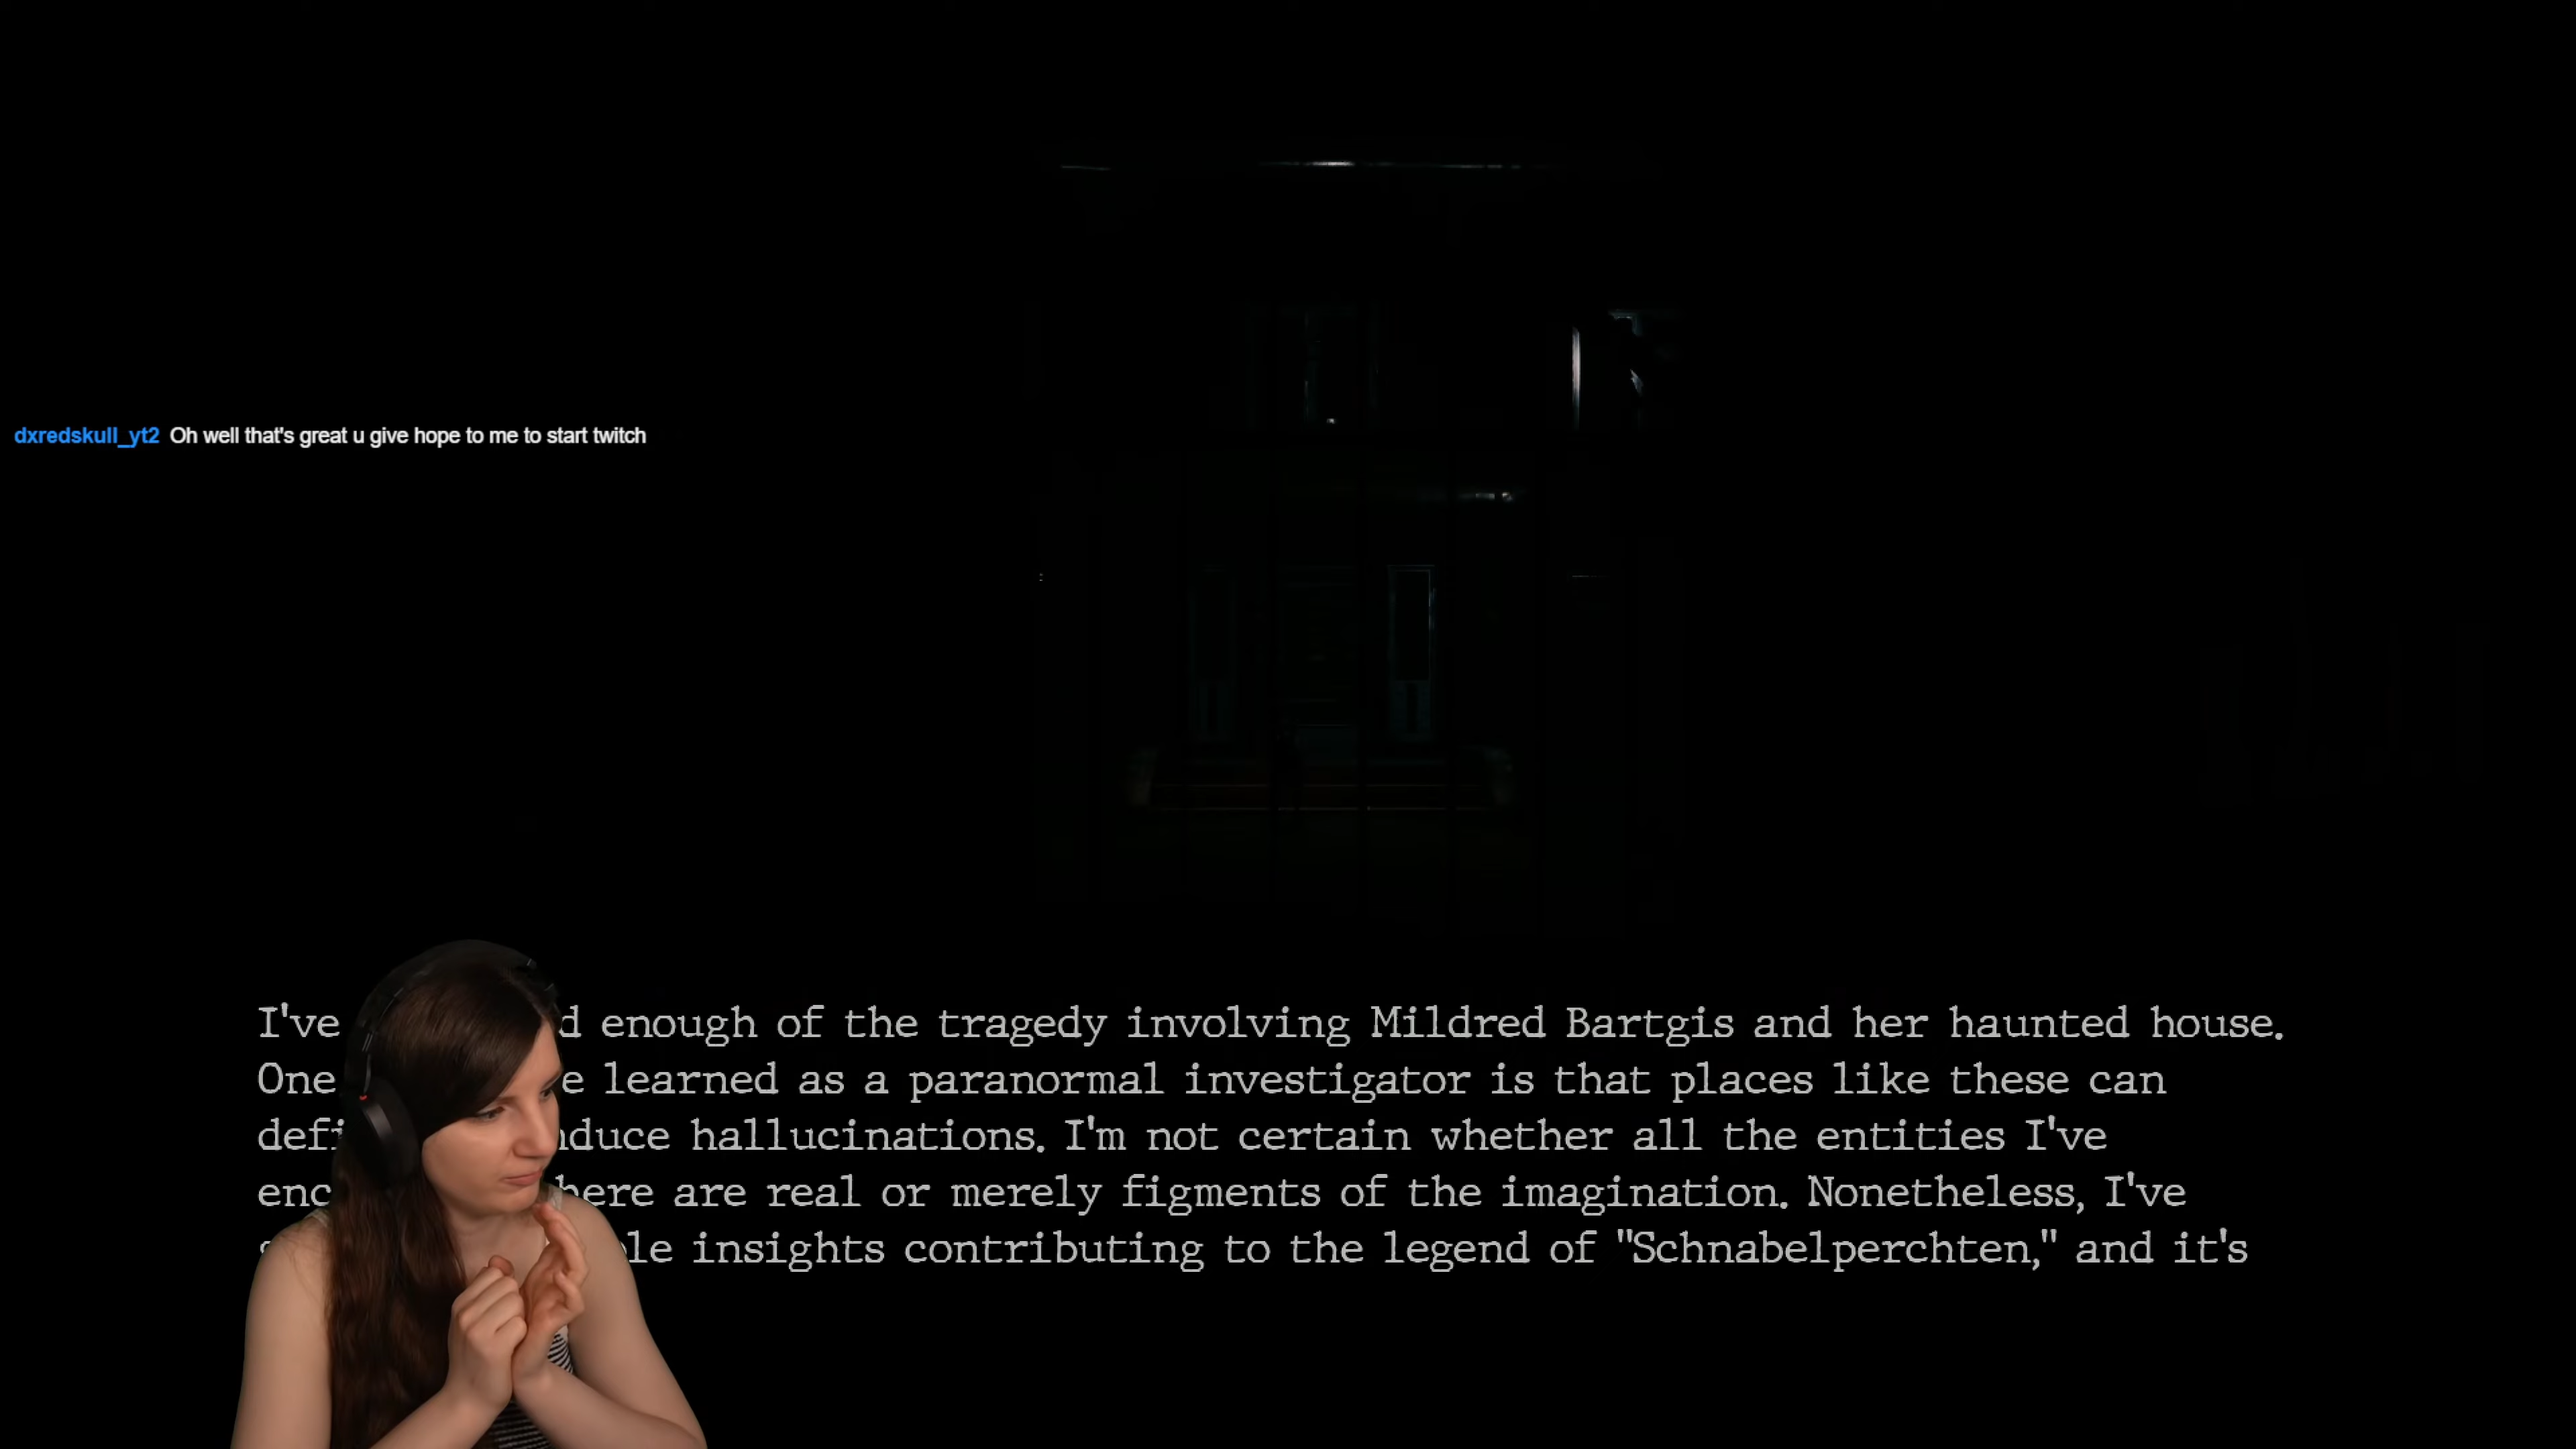 dxredskull_yt2 Oh well that's great u give hope to me to start twitch
I've enough of the tragedy involving Mildred Bartgis and her haunted house.
One learned as a paranormal investigator is that places like these can
hallucinations. I'm not certain whether all the entities I've
are real or merely figments of the imagination. Nonetheless, I've
insights contributing to the legend of "Schnabelperchten," and it's